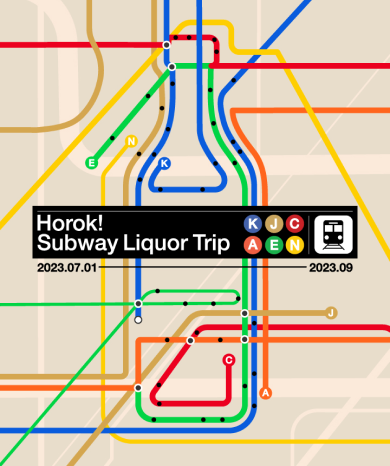 E
N
K
Horok!
Subway Liquor Trip
K J C
A E N
2023.07.01 2023.09
J
C
A